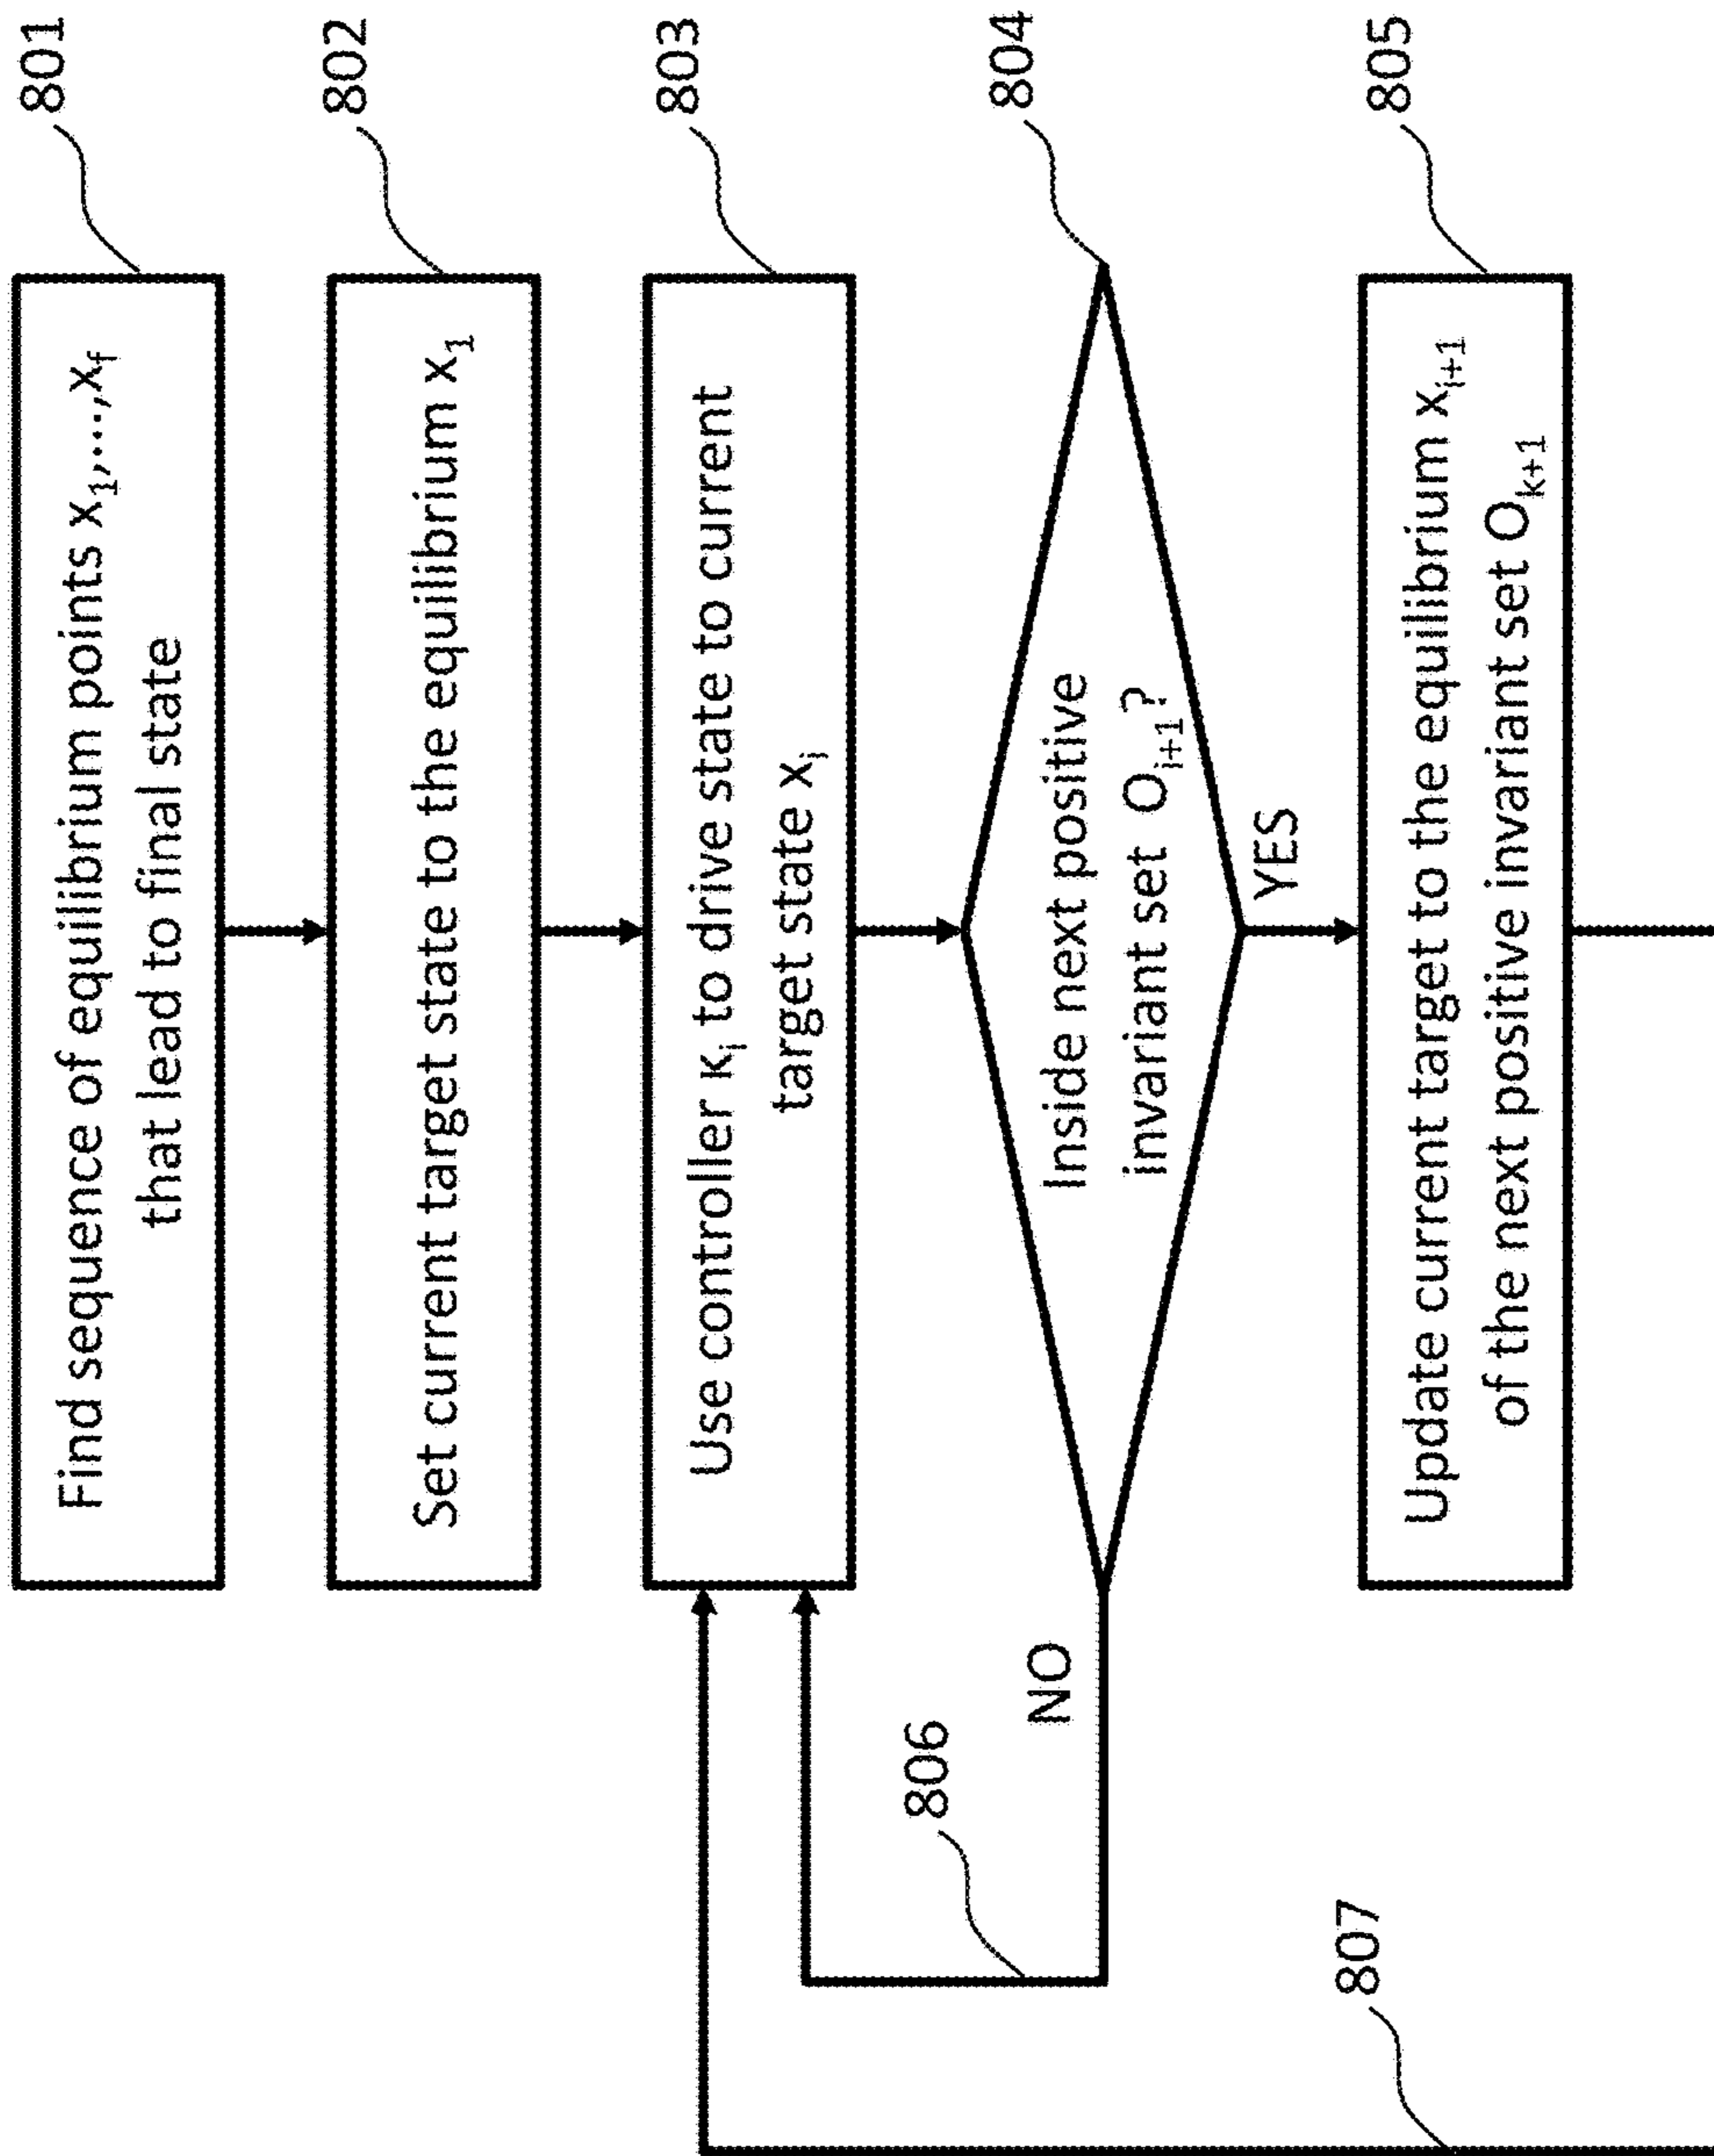 Find sequence of equilibrium points x₁,...,x_f
that lead to final state
801
Set current target state to the equilibrium x₁
802
Use controller κᵢ to drive state to current
target state xᵢ
803
Inside next positive
invariant set Oᵢ₊₁?
804
NO
806
YES
Update current target to the equilibrium xᵢ₊₁
of the next positive invariant set Oₖ₊₁
805
807